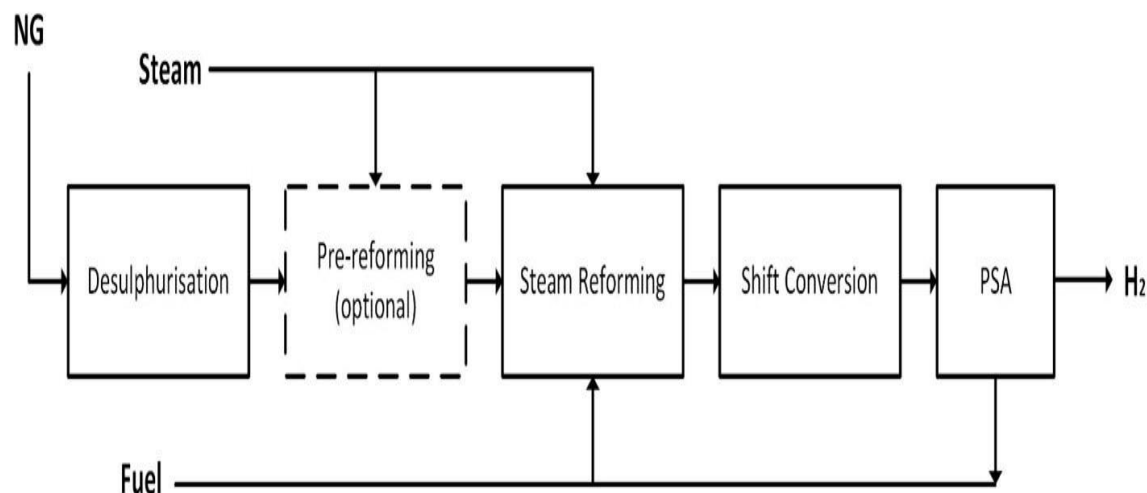 NG
Steam
Desulphurisation
Pre-reforming
(optional)
Steam Reforming
Shift Conversion
PSA
H₂
Fuel